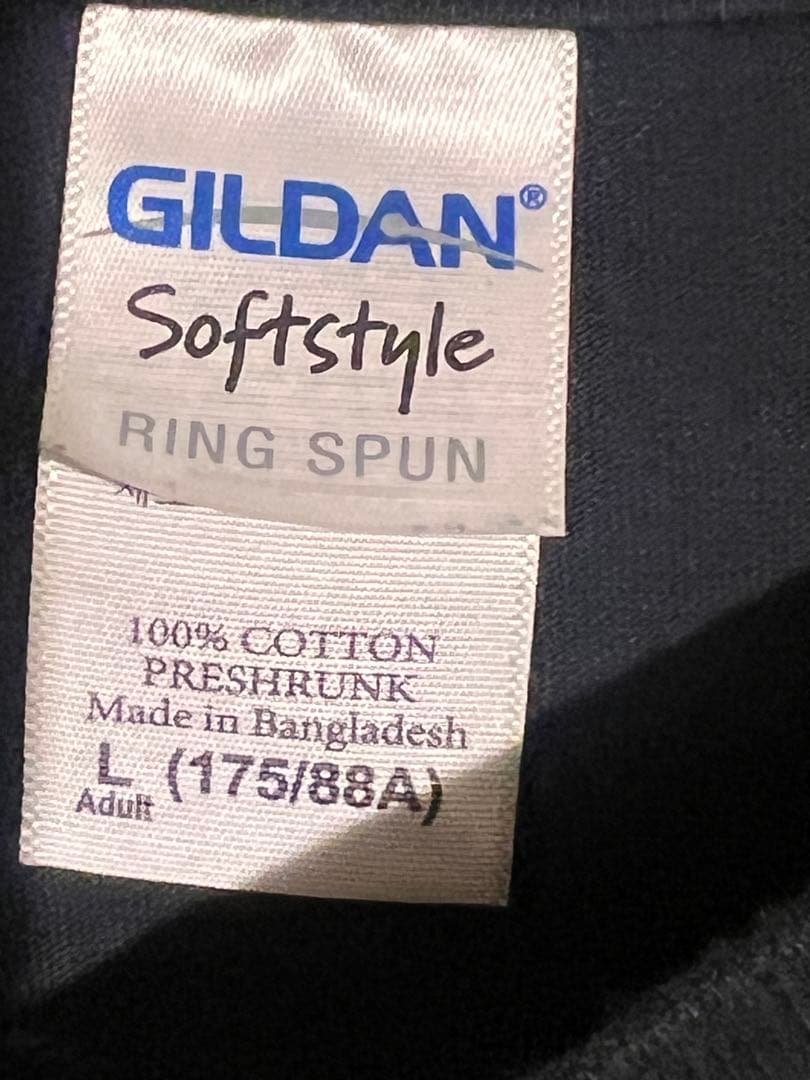 GILDAN®
Softstyle
RING SPUN
100% COTTON
PRESHRUNK
Made in Bangladesh
L (175/88A)
Adult